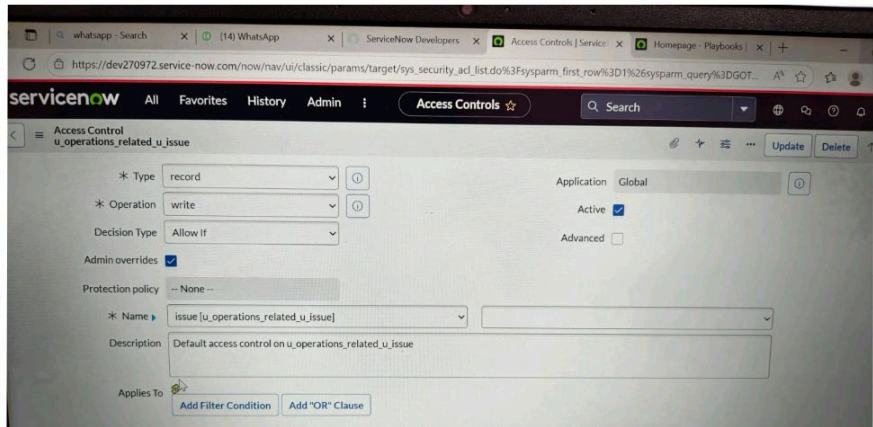 whatsapp - Search
(14) WhatsApp
ServiceNow Developers
Access Controls | Service
Homepage - Playbooks |
https://dev270972.service-now.com/now/nav/ui/classic/params/target/sys_security_acl_list.do%3Fsysparm_first_row%3D1%26sysparm_query%3DGOT...
servicenow
All
Favorites
History
Admin
Access Controls
Search
Access Control
u_operations_related_u_issue
Update
Delete
* Type
record
Application
Global
* Operation
write
Active
Decision Type
Allow If
Advanced
Admin overrides
Protection policy
-- None --
* Name
issue [u_operations_related_u_issue]
Description
Default access control on u_operations_related_u_issue
Applies To
Add Filter Condition
Add "OR" Clause